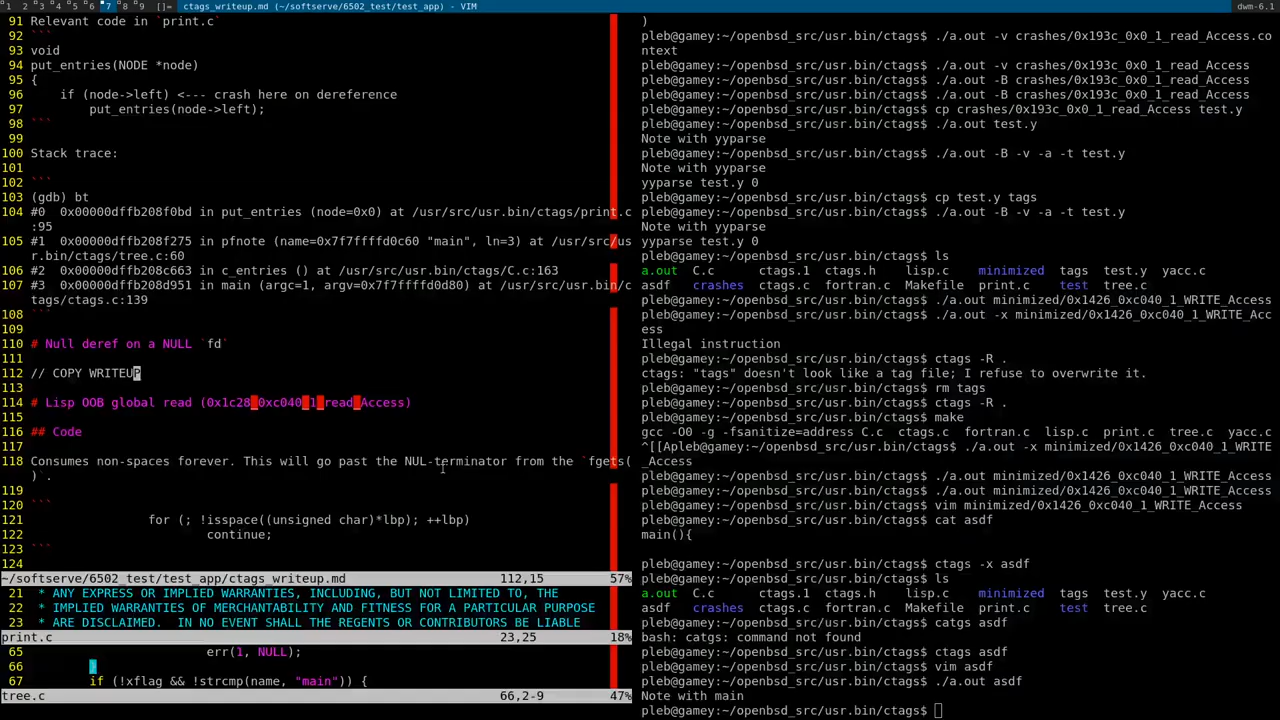 1 2 3 4 5 6 7 8 9 []= ctags_writeup.md (~/softserve/6502_test/test_app) - VIM dwm-6.1
91 Relevant code in `print.c`
92 ```
93 void
94 put_entries(NODE *node)
95 {
96     if (node->left) <--- crash here on dereference
97         put_entries(node->left);
98 ```
99
100 Stack trace:
101
102 ```
103 (gdb) bt
104 #0  0x00000dffb208f0bd in put_entries (node=0x0) at /usr/src/usr.bin/ctags/print.c
:95
105 #1  0x00000dffb208f275 in pfnote (name=0x7f7ffffd0c60 "main", ln=3) at /usr/src/us
r.bin/ctags/tree.c:60
106 #2  0x00000dffb208c663 in c_entries () at /usr/src/usr.bin/ctags/C.c:163
107 #3  0x00000dffb208d951 in main (argc=1, argv=0x7f7ffffd0d80) at /usr/src/usr.bin/c
tags/ctags.c:139
108 ```
109
110 # Null deref on a NULL `fd`
111
112 // COPY WRITEUP
113
114 # Lisp OOB global read (0x1c28_0xc040_1_read_Access)
115
116 ## Code
117
118 Consumes non-spaces forever. This will go past the NUL-terminator from the `fgets(
)`.
119
120 ```
121                 for (; !isspace((unsigned char)*lbp); ++lbp)
122                         continue;
123 ```
124
~/softserve/6502_test/test_app/ctags_writeup.md 112,15 57%
21  * ANY EXPRESS OR IMPLIED WARRANTIES, INCLUDING, BUT NOT LIMITED TO, THE
22  * IMPLIED WARRANTIES OF MERCHANTABILITY AND FITNESS FOR A PARTICULAR PURPOSE
23  * ARE DISCLAIMED.  IN NO EVENT SHALL THE REGENTS OR CONTRIBUTORS BE LIABLE
print.c 23,25 18%
65                         err(1, NULL);
66         }
67         if (!xflag && !strcmp(name, "main")) {
tree.c 66,2-9 47%
)
pleb@gamey:~/openbsd_src/usr.bin/ctags$ ./a.out -v crashes/0x193c_0x0_1_read_Access.co
ntext
pleb@gamey:~/openbsd_src/usr.bin/ctags$ ./a.out -v crashes/0x193c_0x0_1_read_Access
pleb@gamey:~/openbsd_src/usr.bin/ctags$ ./a.out -B crashes/0x193c_0x0_1_read_Access
pleb@gamey:~/openbsd_src/usr.bin/ctags$ ./a.out -B crashes/0x193c_0x0_1_read_Access
pleb@gamey:~/openbsd_src/usr.bin/ctags$ cp crashes/0x193c_0x0_1_read_Access test.y
pleb@gamey:~/openbsd_src/usr.bin/ctags$ ./a.out test.y
Note with yyparse
pleb@gamey:~/openbsd_src/usr.bin/ctags$ ./a.out -B -v -a -t test.y
Note with yyparse
yyparse test.y 0
pleb@gamey:~/openbsd_src/usr.bin/ctags$ cp test.y tags
pleb@gamey:~/openbsd_src/usr.bin/ctags$ ./a.out -B -v -a -t test.y
Note with yyparse
yyparse test.y 0
pleb@gamey:~/openbsd_src/usr.bin/ctags$ ls
a.out  C.c      ctags.1  ctags.h    lisp.c    minimized  tags  test.y  yacc.c
asdf   crashes  ctags.c  fortran.c  Makefile  print.c    test  tree.c
pleb@gamey:~/openbsd_src/usr.bin/ctags$ ./a.out minimized/0x1426_0xc040_1_WRITE_Access
pleb@gamey:~/openbsd_src/usr.bin/ctags$ ./a.out -x minimized/0x1426_0xc040_1_WRITE_Acc
ess
Illegal instruction
pleb@gamey:~/openbsd_src/usr.bin/ctags$ ctags -R .
ctags: "tags" doesn't look like a tag file; I refuse to overwrite it.
pleb@gamey:~/openbsd_src/usr.bin/ctags$ rm tags
pleb@gamey:~/openbsd_src/usr.bin/ctags$ ctags -R .
pleb@gamey:~/openbsd_src/usr.bin/ctags$ make
gcc -O0 -g -fsanitize=address C.c  ctags.c  fortran.c  lisp.c  print.c  tree.c  yacc.c
^[[Apleb@gamey:~/openbsd_src/usr.bin/ctags$ ./a.out -x minimized/0x1426_0xc040_1_WRITE
_Access
pleb@gamey:~/openbsd_src/usr.bin/ctags$ ./a.out minimized/0x1426_0xc040_1_WRITE_Access
pleb@gamey:~/openbsd_src/usr.bin/ctags$ ./a.out minimized/0x1426_0xc040_1_WRITE_Access
pleb@gamey:~/openbsd_src/usr.bin/ctags$ vim minimized/0x1426_0xc040_1_WRITE_Access
pleb@gamey:~/openbsd_src/usr.bin/ctags$ cat asdf
main(){

pleb@gamey:~/openbsd_src/usr.bin/ctags$ ctags -x asdf
pleb@gamey:~/openbsd_src/usr.bin/ctags$ ls
a.out  C.c      ctags.1  ctags.h    lisp.c    minimized  tags  test.y  yacc.c
asdf   crashes  ctags.c  fortran.c  Makefile  print.c    test  tree.c
pleb@gamey:~/openbsd_src/usr.bin/ctags$ catgs asdf
bash: catgs: command not found
pleb@gamey:~/openbsd_src/usr.bin/ctags$ ctags asdf
pleb@gamey:~/openbsd_src/usr.bin/ctags$ vim asdf
pleb@gamey:~/openbsd_src/usr.bin/ctags$ ./a.out asdf
Note with main
pleb@gamey:~/openbsd_src/usr.bin/ctags$